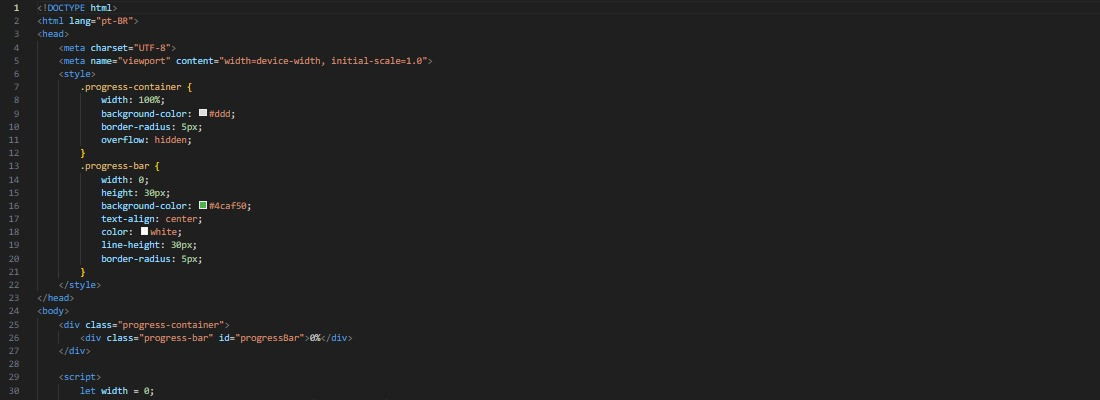 1 <!DOCTYPE html>
2 <html lang="pt-BR">
3 <head>
4     <meta charset="UTF-8">
5     <meta name="viewport" content="width=device-width, initial-scale=1.0">
6     <style>
7         .progress-container {
8             width: 100%;
9             background-color: #ddd;
10             border-radius: 5px;
11             overflow: hidden;
12         }
13         .progress-bar {
14             width: 0;
15             height: 30px;
16             background-color: #4caf50;
17             text-align: center;
18             color: white;
19             line-height: 30px;
20             border-radius: 5px;
21         }
22     </style>
23 </head>
24 <body>
25     <div class="progress-container">
26         <div class="progress-bar" id="progressBar">0%</div>
27     </div>
28
29     <script>
30         let width = 0;